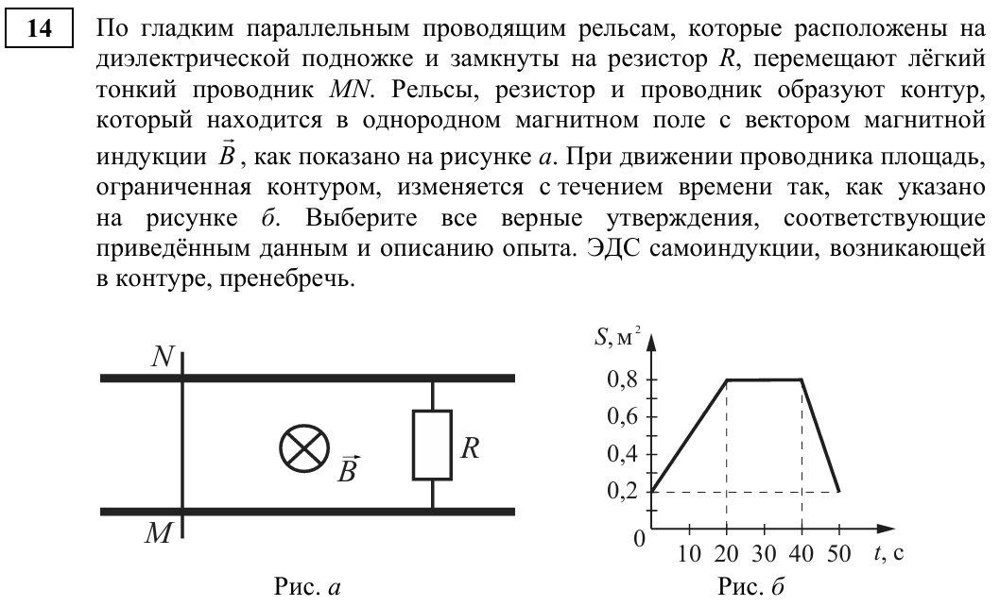 14
По гладким параллельным проводящим рельсам, которые расположены на
диэлектрической подножке и замкнуты на резистор R, перемещают лёгкий
тонкий проводник MN. Рельсы, резистор и проводник образуют контур,
который находится в однородном магнитном поле с вектором магнитной
индукции B⃗ , как показано на рисунке а. При движении проводника площадь,
ограниченная контуром, изменяется с течением времени так, как указано
на рисунке б. Выберите все верные утверждения, соответствующие
приведённым данным и описанию опыта. ЭДС самоиндукции, возникающей
в контуре, пренебречь.
N
B⃗
R
M
Рис. а
S, м²
0,8
0,6
0,4
0,2
0
10 20 30 40 50 t, с
Рис. б